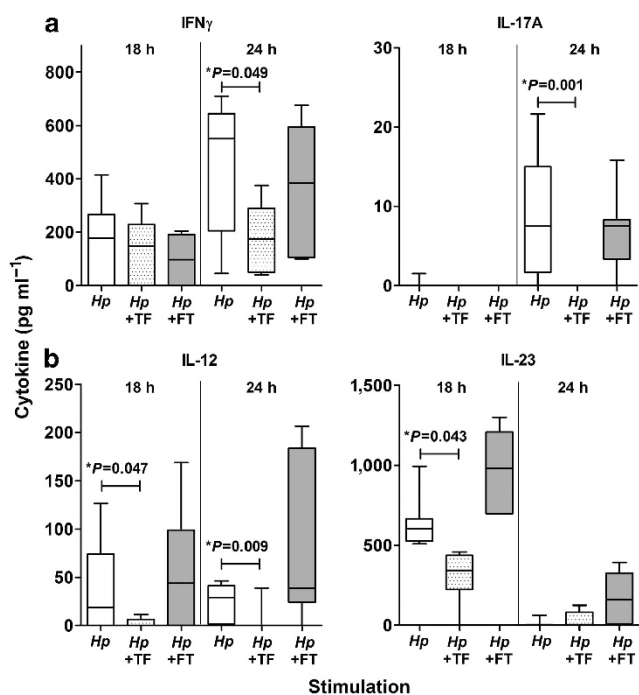 a
IFNγ
18 h
24 h
*P=0.049
800
600
400
200
0
Hp
Hp
+TF
Hp
+FT
Hp
Hp
+TF
Hp
+FT
IL-17A
18 h
24 h
*P=0.001
30
20
10
0
Hp
Hp
+TF
Hp
+FT
Hp
Hp
+TF
Hp
+FT
Cytokine (pg ml⁻¹)
b
IL-12
18 h
24 h
*P=0.047
*P=0.009
250
200
150
100
50
0
Hp
Hp
+TF
Hp
+FT
Hp
Hp
+TF
Hp
+FT
IL-23
18 h
24 h
*P=0.043
1,500
1,000
500
0
Hp
Hp
+TF
Hp
+FT
Hp
Hp
+TF
Hp
+FT
Stimulation